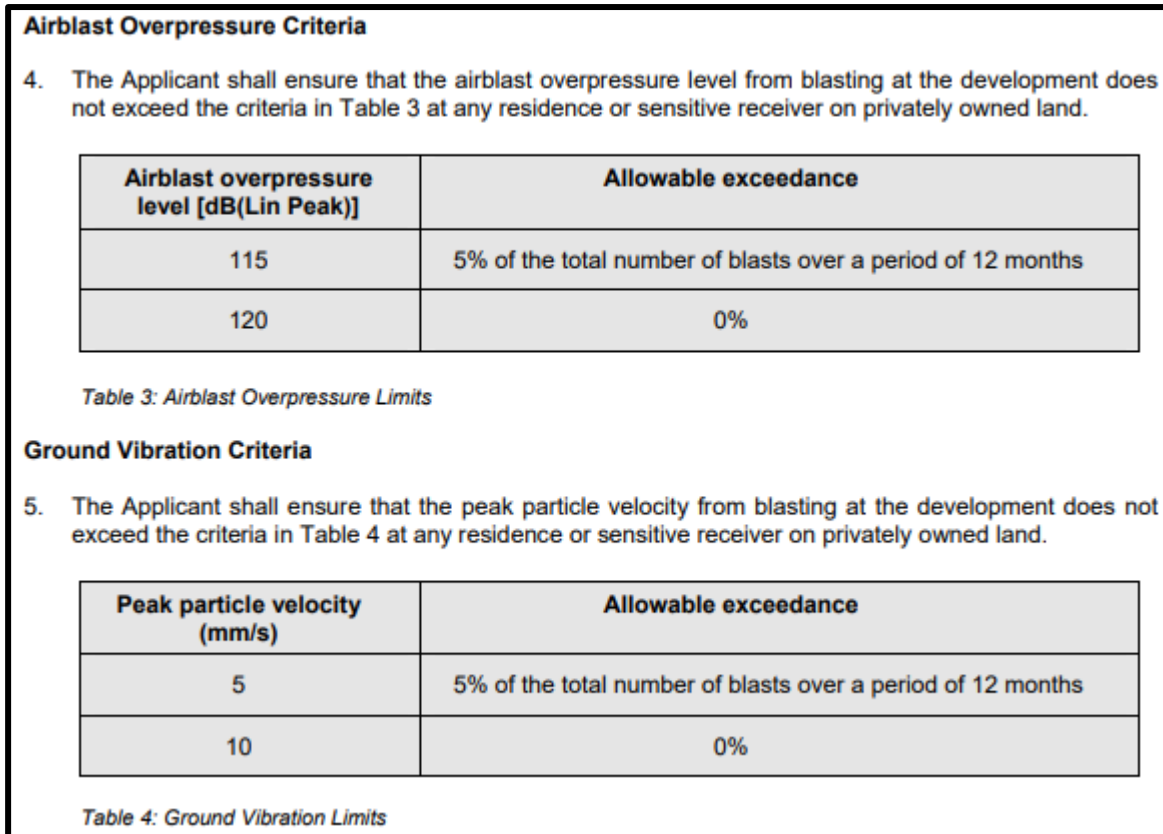 Airblast Overpressure Criteria
4. The Applicant shall ensure that the airblast overpressure level from blasting at the development does
not exceed the criteria in Table 3 at any residence or sensitive receiver on privately owned land.
Airblast overpressure
level [dB(Lin Peak)]
Allowable exceedance
115
5% of the total number of blasts over a period of 12 months
120
0%
Table 3: Airblast Overpressure Limits
Ground Vibration Criteria
5. The Applicant shall ensure that the peak particle velocity from blasting at the development does not
exceed the criteria in Table 4 at any residence or sensitive receiver on privately owned land.
Peak particle velocity
(mm/s)
Allowable exceedance
5
5% of the total number of blasts over a period of 12 months
10
0%
Table 4: Ground Vibration Limits